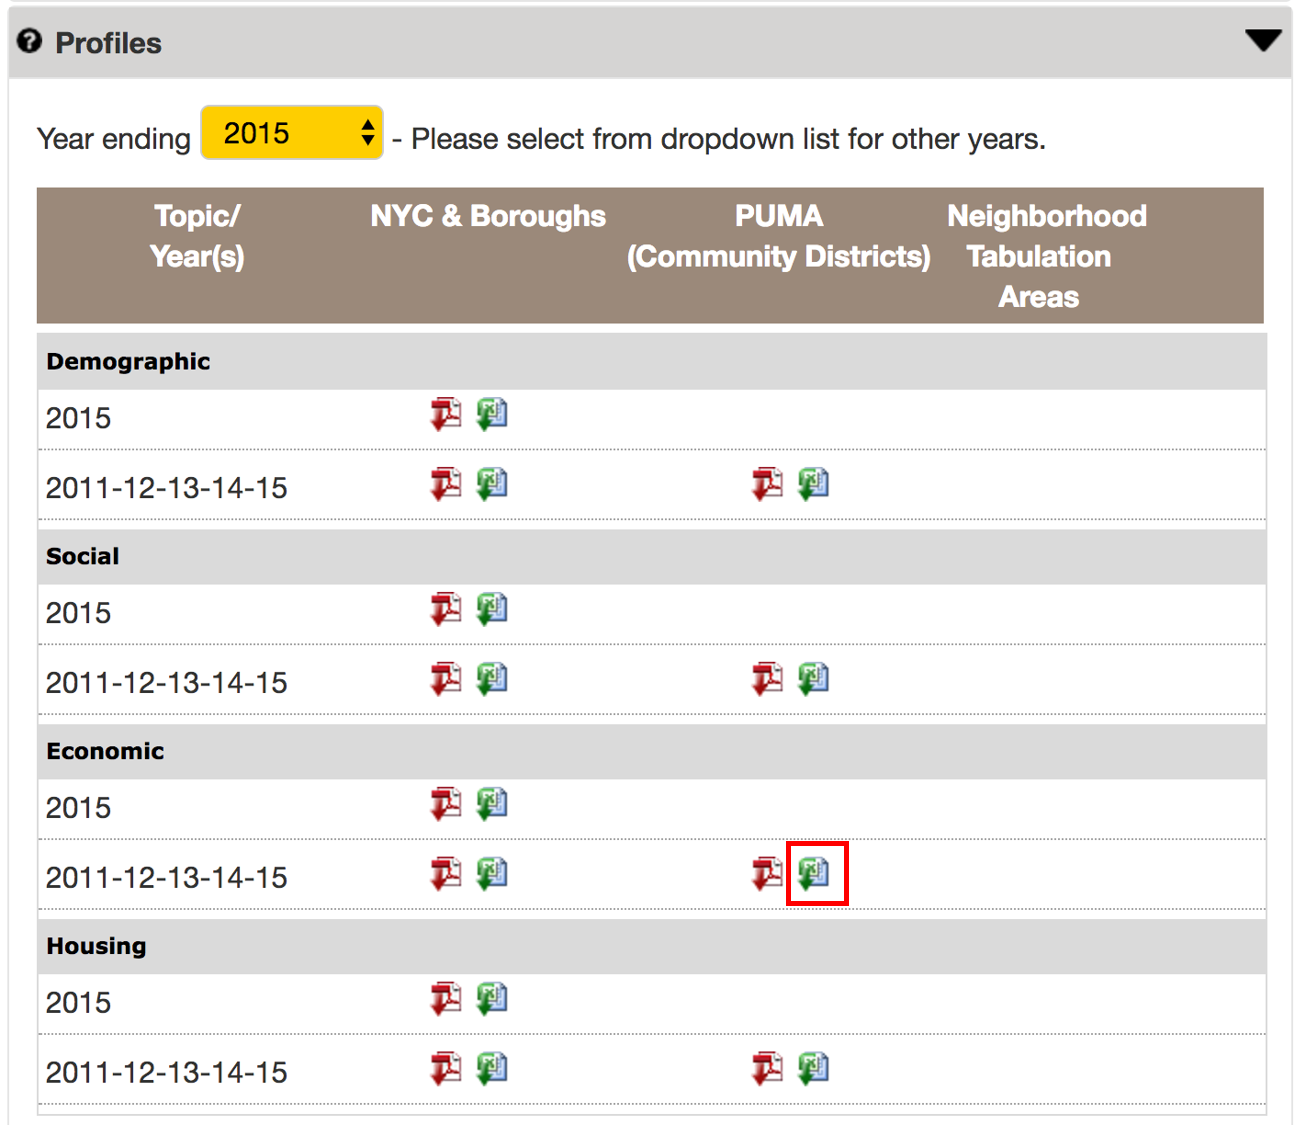 ? Profiles
Year ending 2015 - Please select from dropdown list for other years.
Topic/
Year(s)
NYC & Boroughs
PUMA
(Community Districts)
Neighborhood
Tabulation
Areas
Demographic
2015
2011-12-13-14-15
Social
2015
2011-12-13-14-15
Economic
2015
2011-12-13-14-15
Housing
2015
2011-12-13-14-15